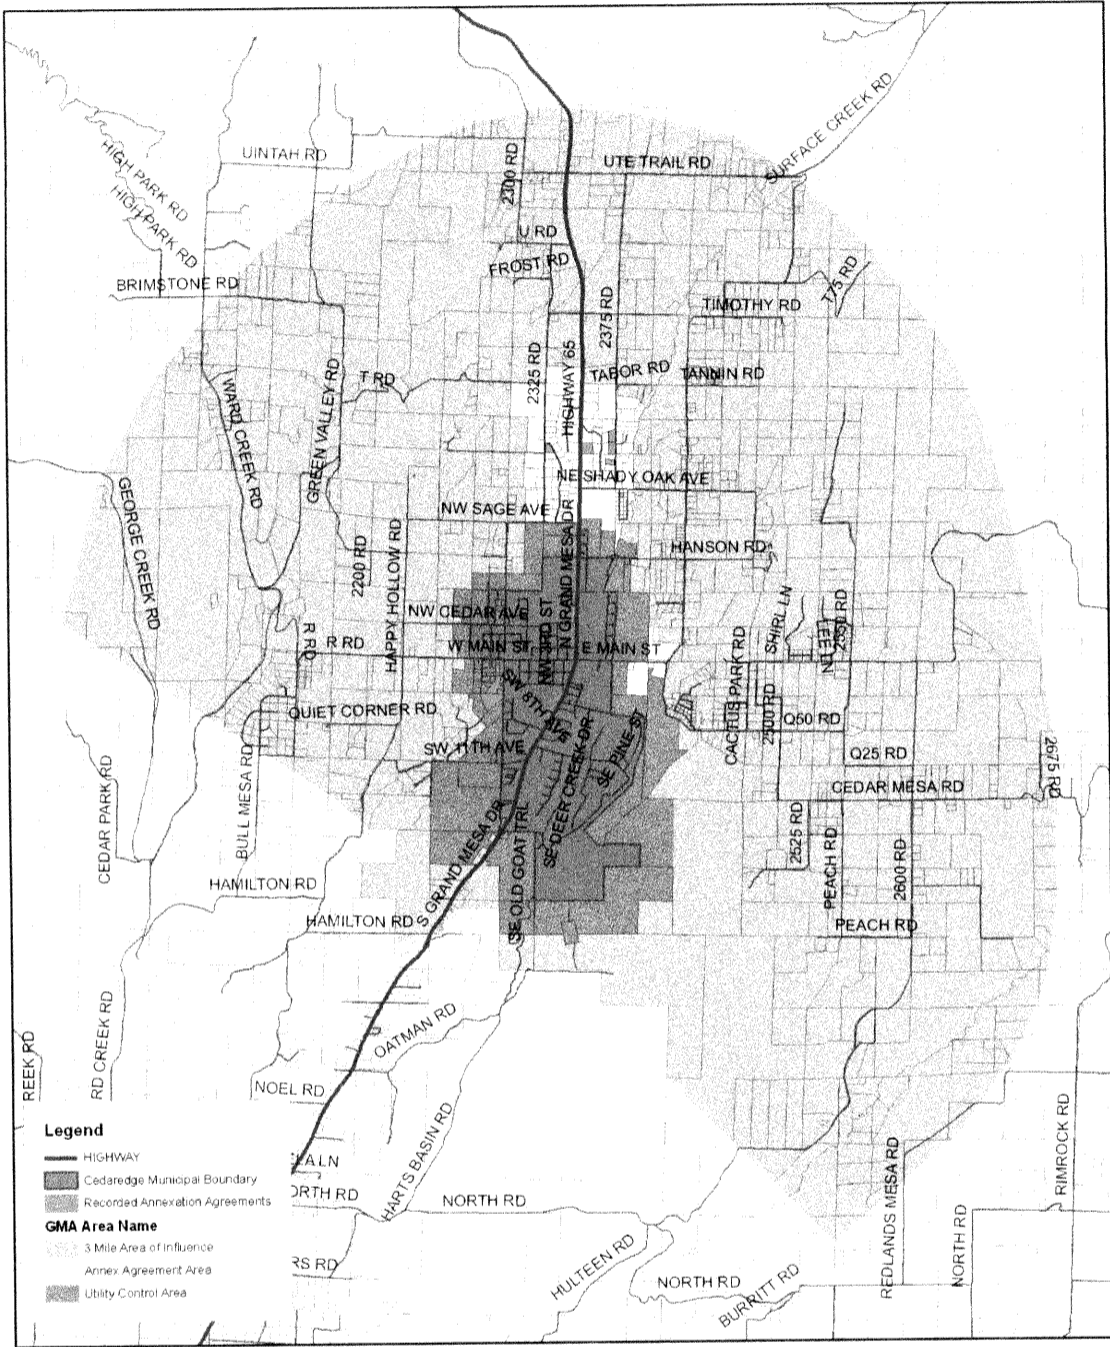 SURFACE CREEK RD
HIGH PARK RD
UINTAH RD
2300 RD
UTE TRAIL RD
HIGH PARK RD
U RD
FROST RD
BRIMSTONE RD
T75 RD
TIMOTHY RD
2375 RD
2325 RD
HIGHWAY 65
T RD
TABOR RD
TANNIN RD
WARD CREEK RD
GREEN VALLEY RD
GEORGE CREEK RD
NE SHADY OAK AVE
NW SAGE AVE
N GRAND MESA DR
HANSON RD
2200 RD
HAPPY HOLLOW RD
NW CEDAR AVE
NW 3RD ST
SHIRL LN
2550 RD
R RD
R RD
W MAIN ST
E MAIN ST
CACTUS PARK RD
2500 RD
QUIET CORNER RD
Q50 RD
SW 11TH AVE
SE DEER CREEK DR
SE PINE ST
Q25 RD
2675 RD
CEDAR MESA RD
CEDAR PARK RD
BULL MESA RD
S GRAND MESA DR
SE OLD GOAT TRL
2525 RD
PEACH RD
2600 RD
HAMILTON RD
HAMILTON RD
PEACH RD
OATMAN RD
REEK RD
RD CREEK RD
NOEL RD
HARTS BASIN RD
RIMROCK RD
REDLANDS MESA RD
Legend
HIGHWAY
Cedaredge Municipal Boundary
Recorded Annexation Agreements
GMA Area Name
3 Mile Area of Influence
Annex Agreement Area
Utility Control Area
A LN
ORTH RD
NORTH RD
NORTH RD
RS RD
HULTEEN RD
NORTH RD
BURRITT RD